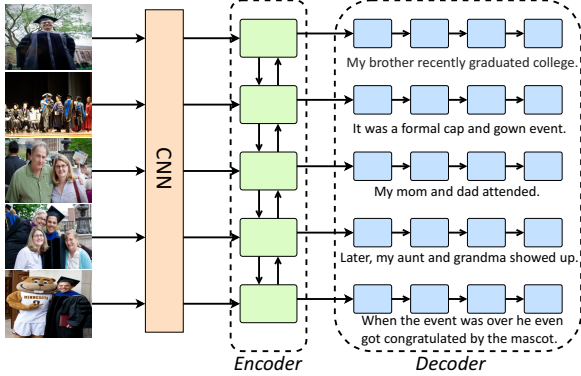 My brother recently graduated college.
It was a formal cap and gown event.
CNN
My mom and dad attended.
Later, my aunt and grandma showed up.
MINNESOTA
When the event was over he even
got congratulated by the mascot.
Encoder
Decoder